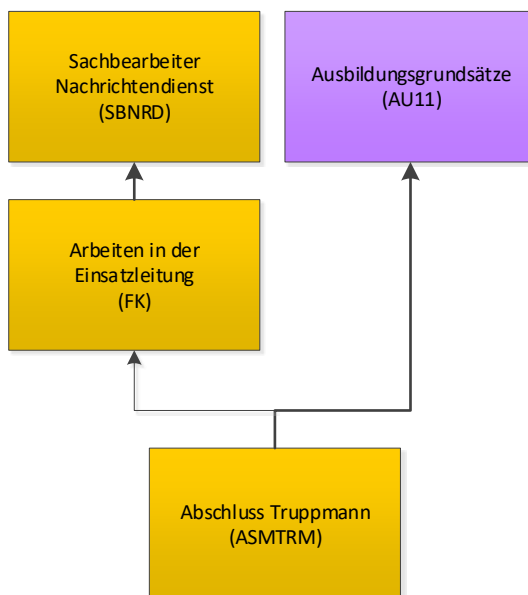 Sachbearbeiter
Nachrichtendienst
(SBNRD)
Ausbildungsgrundsätze
(AU11)
Arbeiten in der
Einsatzleitung
(FK)
Abschluss Truppmann
(ASMTRM)